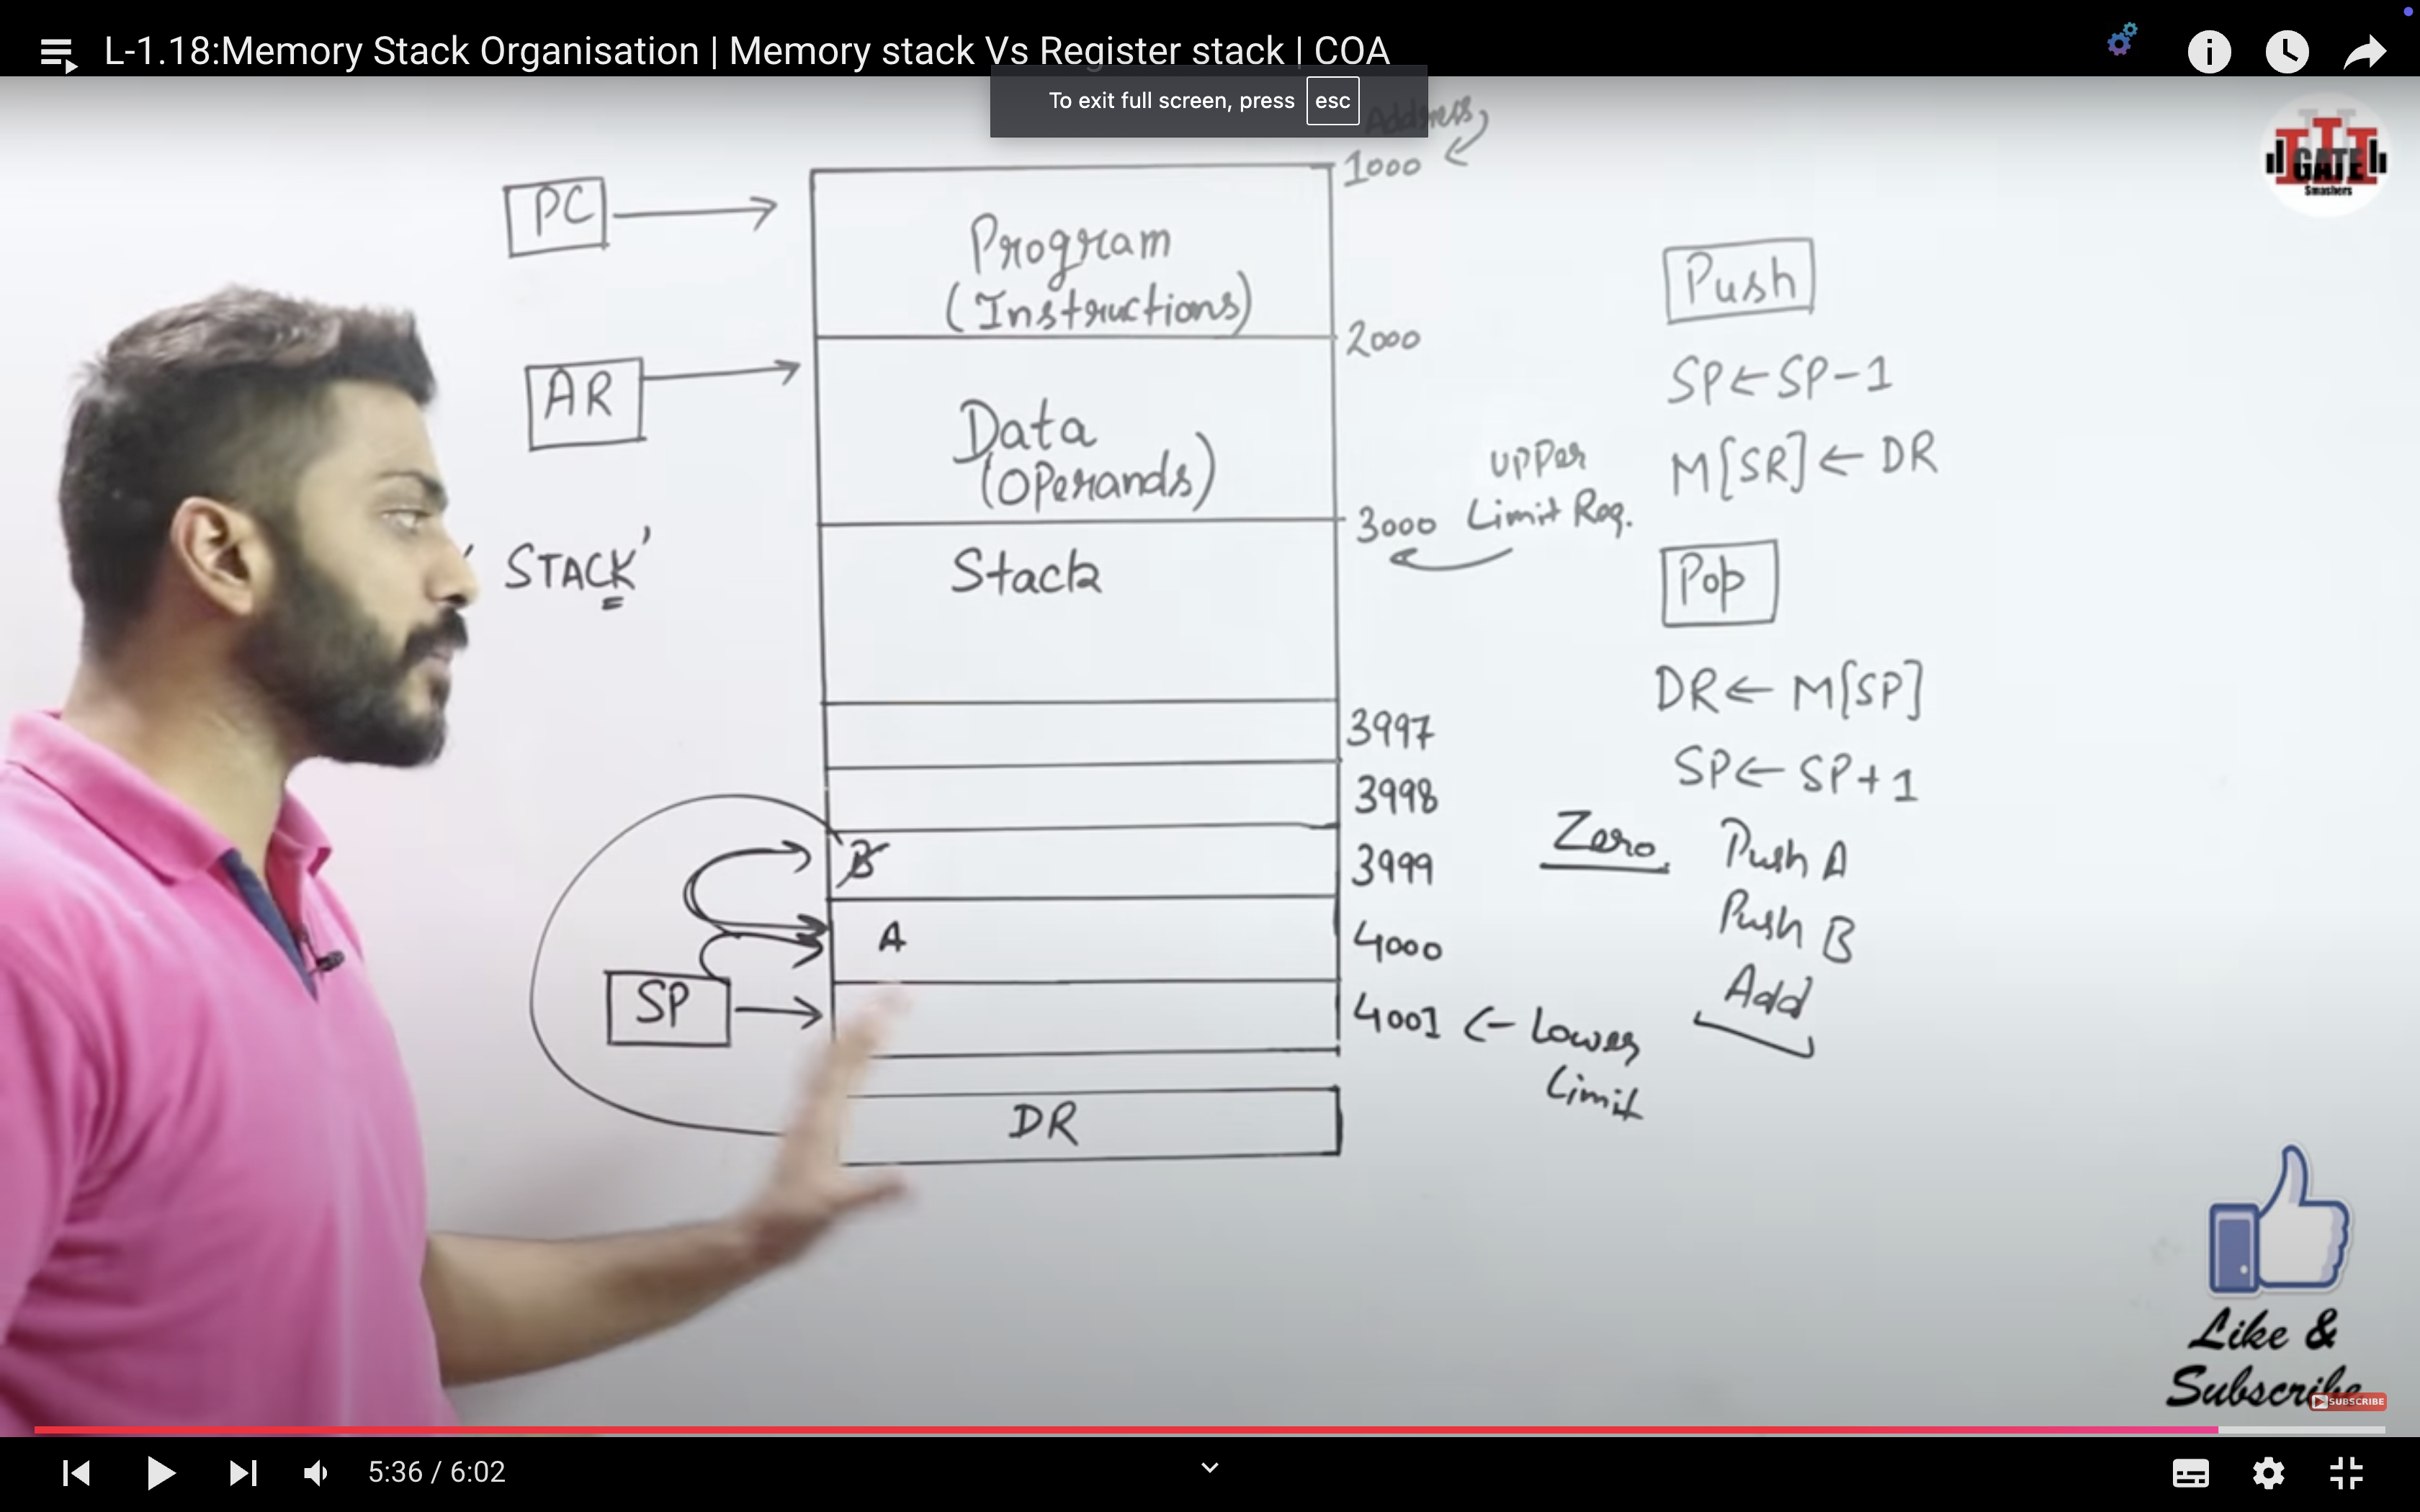 L-1.18:Memory Stack Organisation | Memory stack Vs Register stack | COA
To exit full screen, press esc
Address
1000
GATE
Smashers
PC
Program
(Instructions)
Push
2000
SP←SP-1
AR
Data
(Operands)
M[SR]←DR
Upper
Limit Reg.
3000
'STACK'
Stack
Pop
DR←M[SP]
3997
SP←SP+1
3998
Zero
Push A
B
3999
Push B
A
4000
Add
SP
4001 ← Lower
Limit
DR
Like &
Subscribe
SUBSCRIBE
5:36 / 6:02